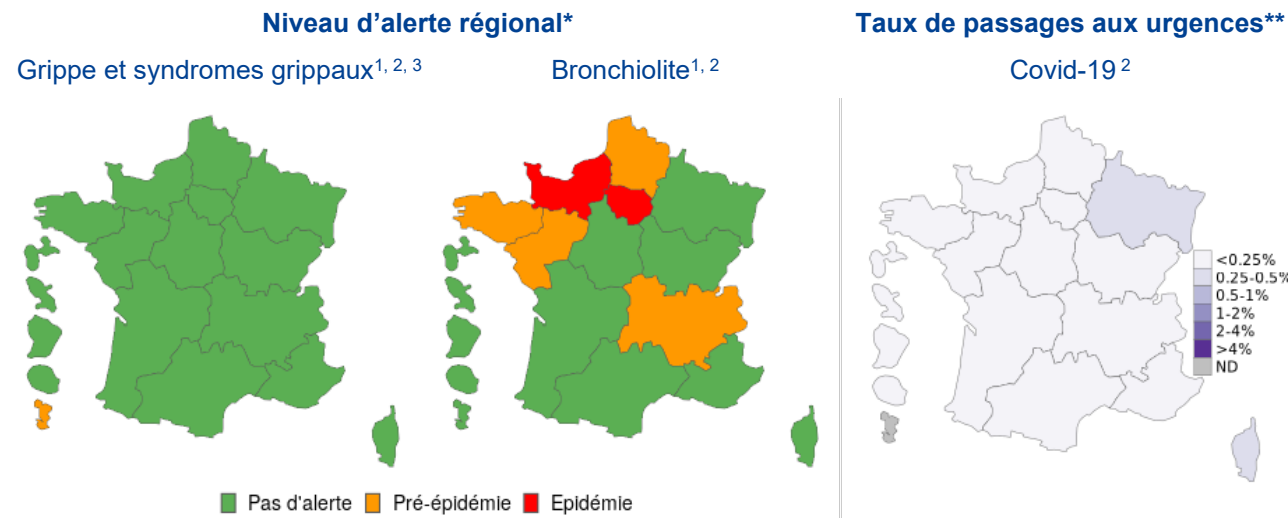 Niveau d'alerte régional*
Taux de passages aux urgences**
Grippe et syndromes grippaux1, 2, 3
Bronchiolite1, 2
Covid-19 2
<0.25%
0.25-0.5%
0.5-1%
1-2%
2-4%
>4%
ND
Pas d'alerte
Pré-épidémie
Epidémie